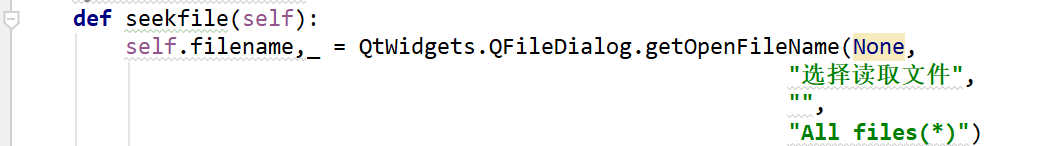 def seekfile(self):
self.filename,_ = QtWidgets.QFileDialog.getOpenFileName(None,
"选择读取文件",
"",
"All files(*)")